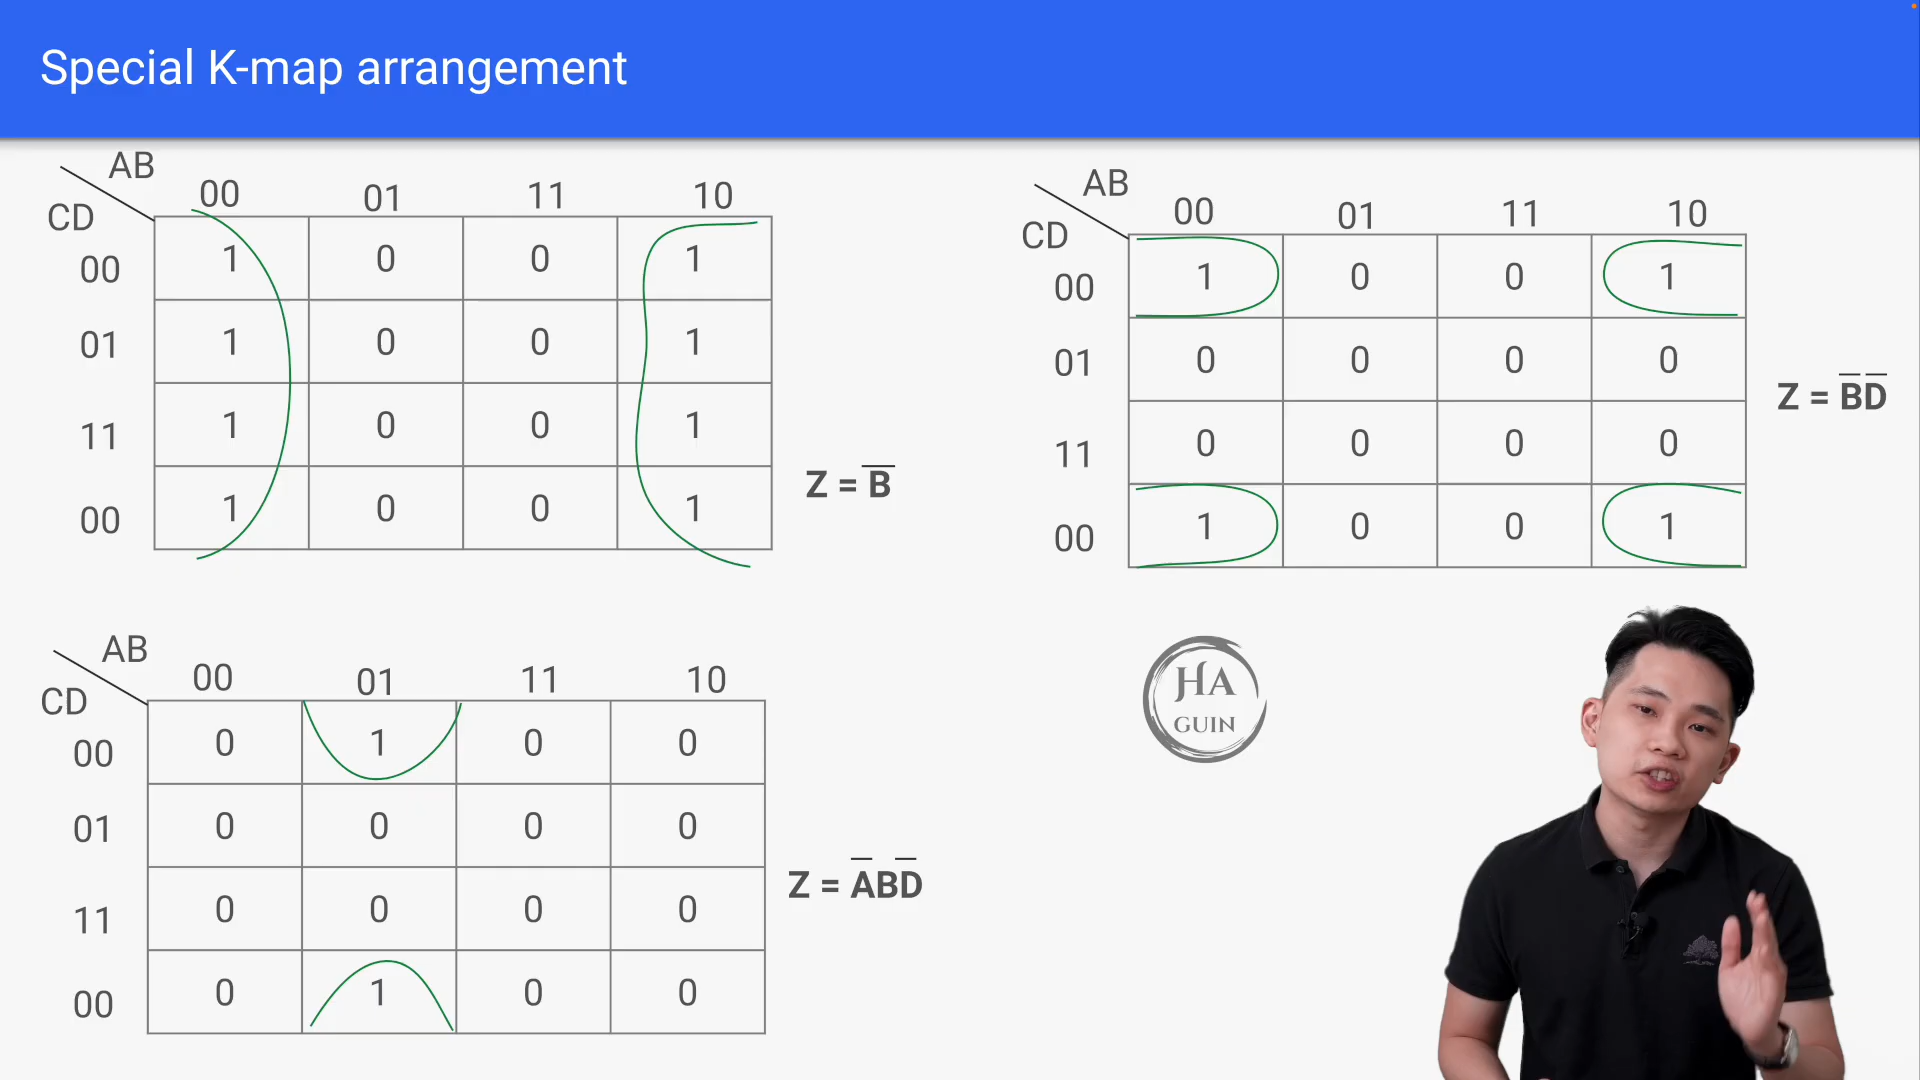 Special K-map arrangement
AB
CD
00 01 11 10
00 1 0 0 1
01 1 0 0 1
11 1 0 0 1
00 1 0 0 1
Z = B̅
AB
CD
00 01 11 10
00 1 0 0 1
01 0 0 0 0
11 0 0 0 0
00 1 0 0 1
Z = B̅D̅
AB
CD
00 01 11 10
00 0 1 0 0
01 0 0 0 0
11 0 0 0 0
00 0 1 0 0
Z = A̅BD̅
HA
GUIN